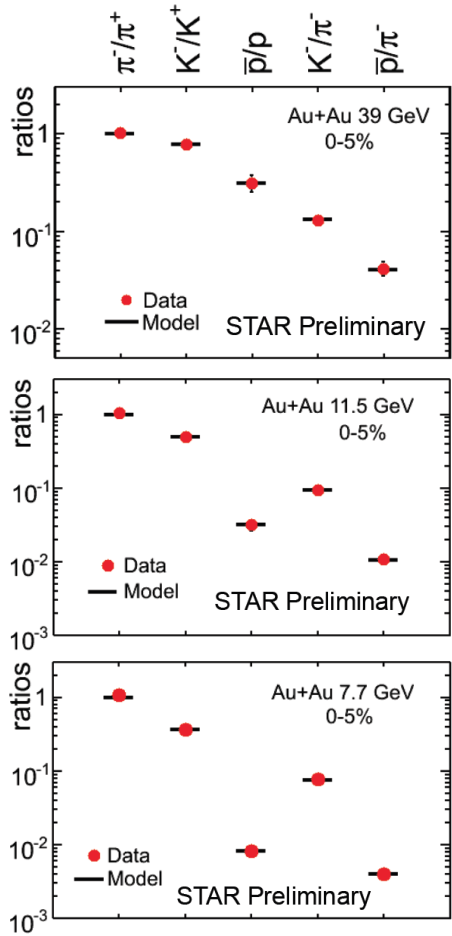 π⁻/π⁺ K⁻/K⁺ p̅/p K⁻/π⁻ p̅/π⁻
ratios
Au+Au 39 GeV
0-5%
1
10⁻¹
10⁻²
Data
Model
STAR Preliminary
ratios
Au+Au 11.5 GeV
0-5%
1
10⁻¹
10⁻²
10⁻³
Data
Model
STAR Preliminary
ratios
Au+Au 7.7 GeV
0-5%
1
10⁻¹
10⁻²
10⁻³
Data
Model
STAR Preliminary